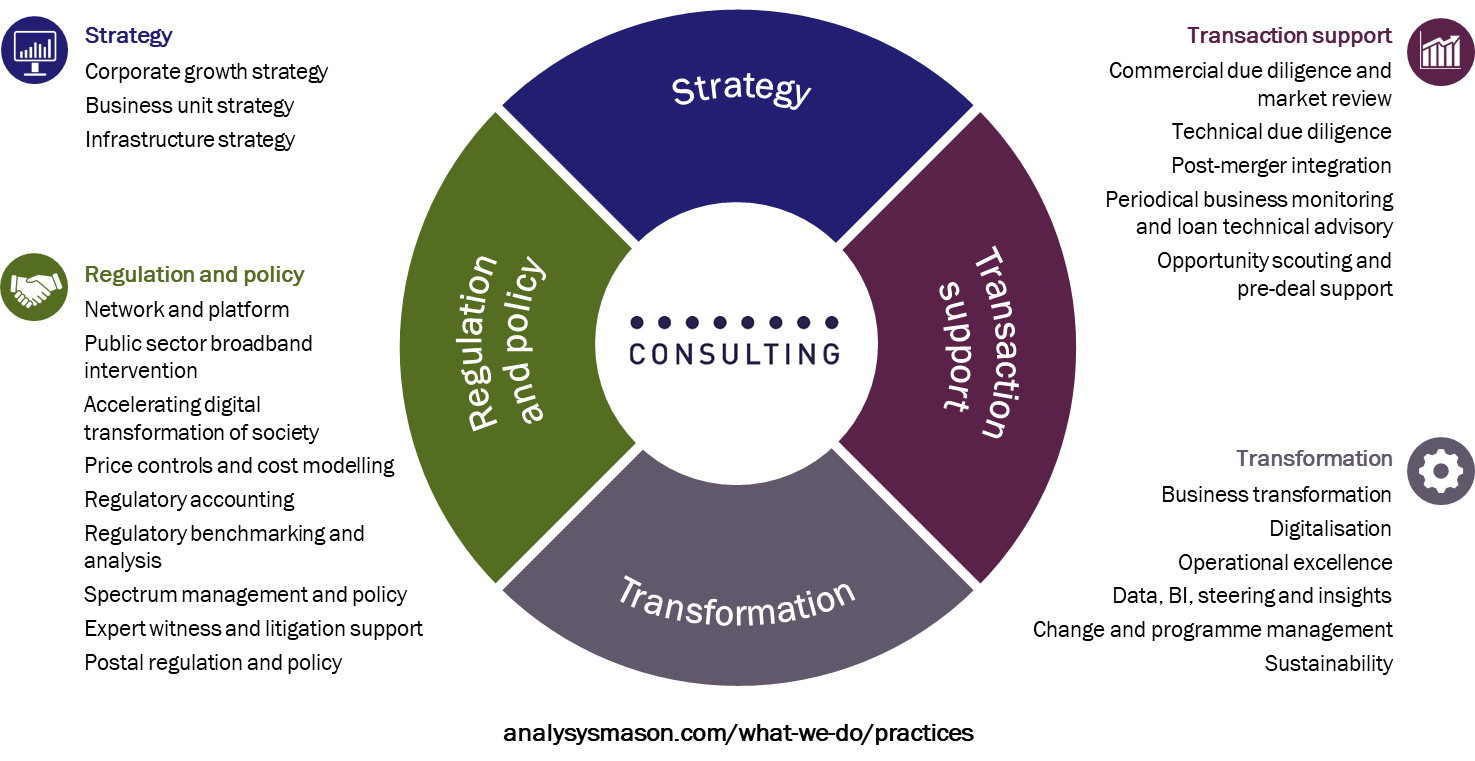 Strategy
Corporate growth strategy
Business unit strategy
Infrastructure strategy
Regulation and policy
Network and platform
Public sector broadband
intervention
Accelerating digital
transformation of society
Price controls and cost modelling
Regulatory accounting
Regulatory benchmarking and
analysis
Spectrum management and policy
Expert witness and litigation support
Postal regulation and policy
Strategy
Regulation
and policy
CONSULTING
Transaction
support
Transformation
Transaction support
Commercial due diligence and
market review
Technical due diligence
Post-merger integration
Periodical business monitoring
and loan technical advisory
Opportunity scouting and
pre-deal support
Transformation
Business transformation
Digitalisation
Operational excellence
Data, BI, steering and insights
Change and programme management
Sustainability
analysysmason.com/what-we-do/practices